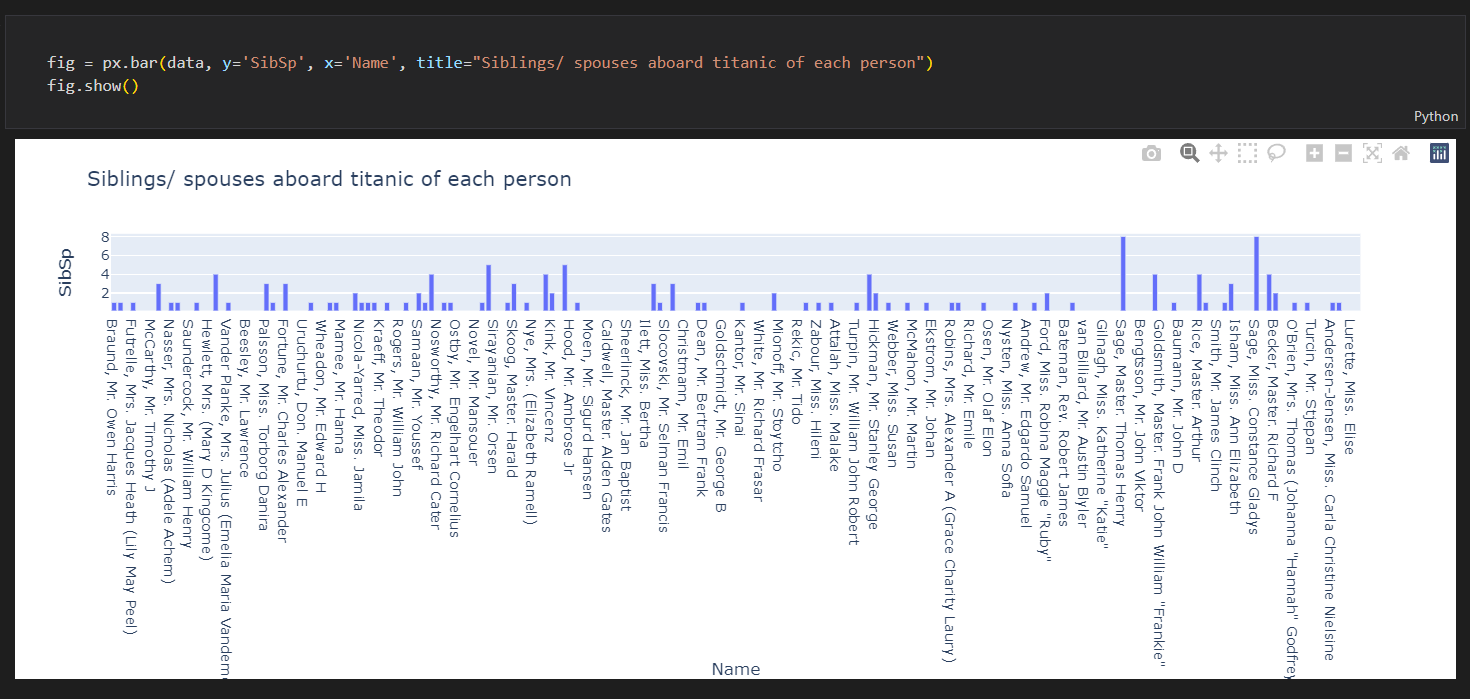 fig = px.bar(data, y='SibSp', x='Name', title="Siblings/ spouses aboard titanic of each person")
fig.show()
Python
Siblings/ spouses aboard titanic of each person
SibSp
8
6
4
2
Braund, Mr. Owen Harris
Futrelle, Mrs. Jacques Heath (Lily May Peel)
McCarthy, Mr. Timothy J
Nasser, Mrs. Nicholas (Adele Achem)
Saundercock, Mr. William Henry
Hewlett, Mrs. (Mary D Kingcome)
Vander Planke, Mrs. Julius (Emelia Maria Vandem
Beesley, Mr. Lawrence
Palsson, Miss. Torborg Danira
Fortune, Mr. Charles Alexander
Uruchurtu, Don. Manuel E
Wheadon, Mr. Edward H
Mamee, Mr. Hanna
Nicola-Yarred, Miss. Jamila
Kraeff, Mr. Theodor
Rogers, Mr. William John
Samaan, Mr. Youssef
Nosworthy, Mr. Richard Cater
Ostby, Mr. Engelhart Cornelius
Novel, Mr. Mansouer
Sirayanian, Mr. Orsen
Skoog, Master. Harald
Nye, Mrs. (Elizabeth Ramell)
Kink, Mr. Vincenz
Hood, Mr. Ambrose Jr
Moen, Mr. Sigurd Hansen
Caldwell, Master. Alden Gates
Sheerlinck, Mr. Jan Baptist
Ilett, Miss. Bertha
Slocovski, Mr. Selman Francis
Christmann, Mr. Emil
Dean, Mr. Bertram Frank
Goldschmidt, Mr. George B
Kantor, Mr. Sinai
White, Mr. Richard Frasar
Mionoff, Mr. Stoytcho
Rekic, Mr. Tido
Zabour, Miss. Hileni
Attalah, Miss. Malake
Turpin, Mr. William John Robert
Hickman, Mr. Stanley George
Webber, Miss. Susan
McMahon, Mr. Martin
Ekstrom, Mr. Johan
Robins, Mrs. Alexander A (Grace Charity Laury)
Richard, Mr. Emile
Osen, Mr. Olaf Elon
Nysten, Miss. Anna Sofia
Andrew, Mr. Edgardo Samuel
Ford, Miss. Robina Maggie "Ruby"
Bateman, Rev. Robert James
van Billiard, Mr. Austin Blyler
Gilnagh, Miss. Katherine "Katie"
Sage, Master. Thomas Henry
Bengtsson, Mr. John Viktor
Goldsmith, Master. Frank John William "Frankie"
Baumann, Mr. John D
Rice, Master. Arthur
Smith, Mr. James Clinch
Isham, Miss. Ann Elizabeth
Sage, Miss. Constance Gladys
Becker, Master. Richard F
O'Brien, Mrs. Thomas (Johanna "Hannah" Godfrey
Turcin, Mr. Stjepan
Andersen-Jensen, Miss. Carla Christine Nielsine
Lurette, Miss. Elise
Name